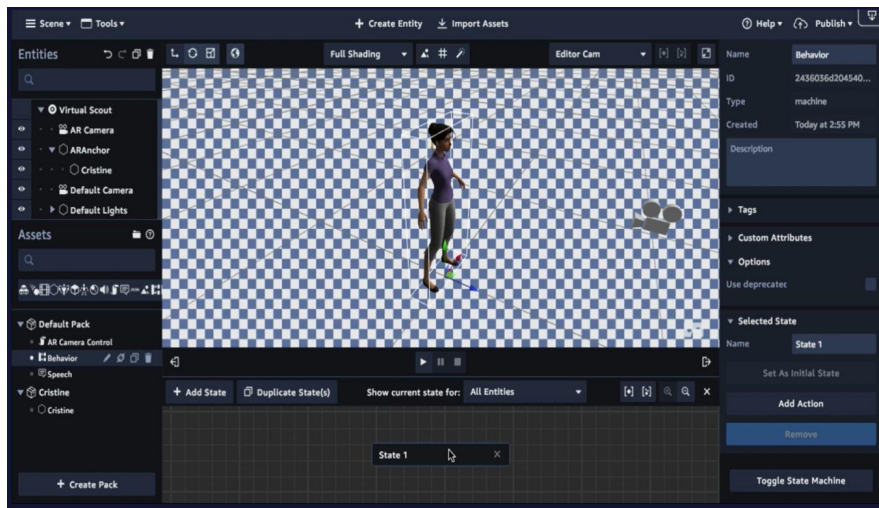 Scene Tools Create Entity Import Assets Help Publish
Entities
Full Shading Editor Cam
Virtual Scout
AR Camera
ARAnchor
Cristine
Default Camera
Default Lights
Assets
Default Pack
AR Camera Control
Behavior
Speech
Cristine
Cristine
+ Create Pack
+ Add State Duplicate State(s) Show current state for: All Entities
State 1
Name Behavior
ID 2436036d204540...
Type machine
Created Today at 2:55 PM
Description
Tags
Custom Attributes
Options
Use deprecatec
Selected State
Name State 1
Set As Initial State
Add Action
Remove
Toggle State Machine